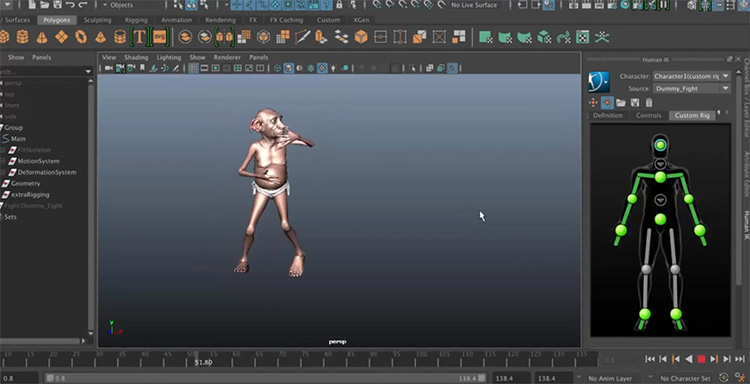 Objects
No Live Surface
Polygons Sculpting Rigging Animation Rendering FX FX Caching Custom XGen
T SVG
Show Panels
View Shading Lighting Show Renderer Panels
Human IK
Character: Character1(custom rig
Source: Dummy_Fight
Definition Controls Custom Rig
persp
top
front
side
Group
Main
FitSkeleton
MotionSystem
DeformationSystem
Geometry
extraRigging
Fight:Dummy_Fight
Sets
Y
persp
Channel Box / Layer Editor
Attribute Editor
Human IK
10 15 20 25 30 35 40 45 50 51.80 55 60 65 70 75 80 85 90 95 100 105 110 115 120 125 130 135
0.8 0.8 138.4 138.4 138.4 No Anim Layer No Character Set